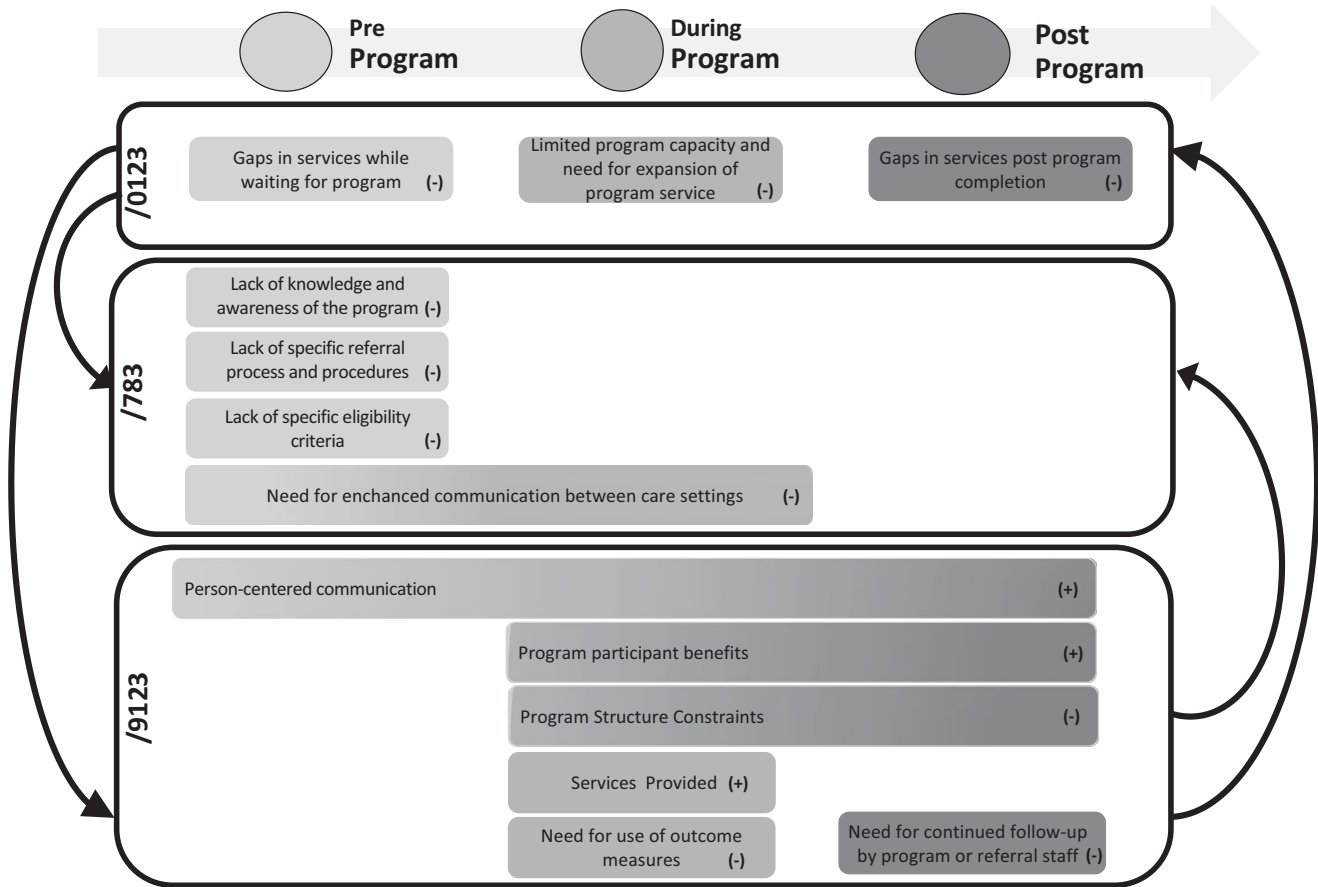 Pre
Program
During
Program
Post
Program
/0123
Gaps in services while
waiting for program (-)
Limited program capacity and
need for expansion of
program service (-)
Gaps in services post program
completion (-)
/783
Lack of knowledge and
awareness of the program (-)
Lack of specific referral
process and procedures (-)
Lack of specific eligibility
criteria (-)
Need for enchanced communication between care settings (-)
/9123
Person-centered communication (+)
Program participant benefits (+)
Program Structure Constraints (-)
Services Provided (+)
Need for use of outcome
measures (-)
Need for continued follow-up
by program or referral staff (-)